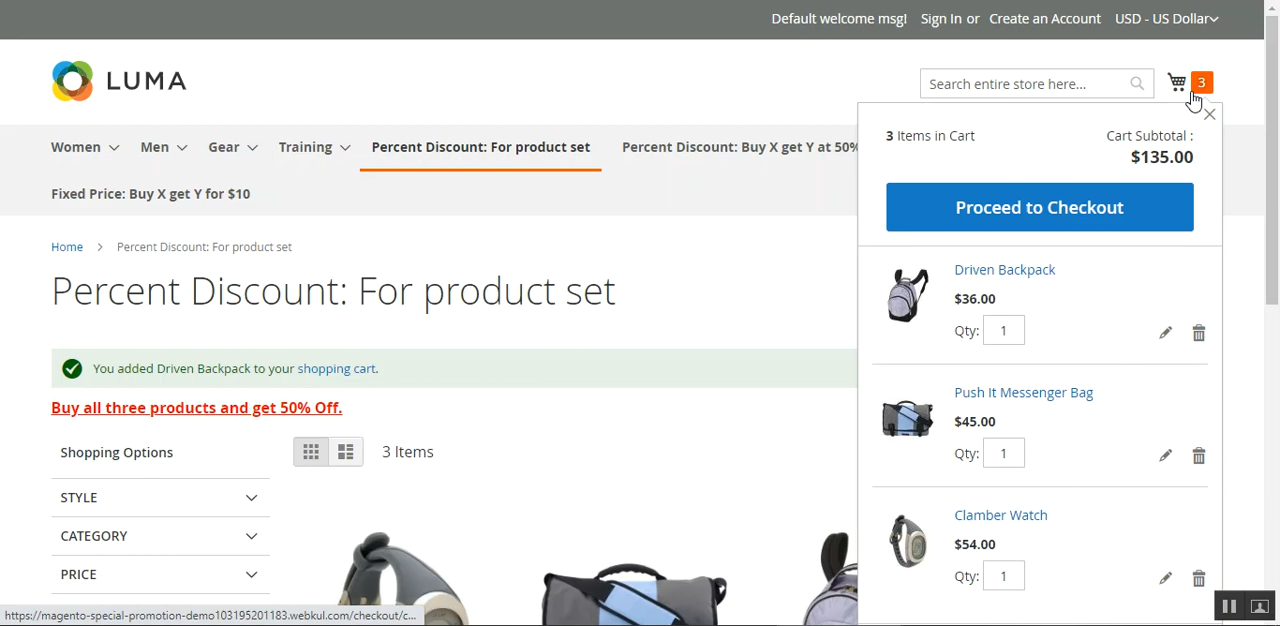 Default welcome msg! Sign In or Create an Account USD - US Dollar
LUMA
Search entire store here...
3
Women Men Gear Training Percent Discount: For product set Percent Discount: Buy X get Y at 50%
Fixed Price: Buy X get Y for $10
3 Items in Cart
Cart Subtotal :
$135.00
Proceed to Checkout
Driven Backpack
$36.00
Qty: 1
Push It Messenger Bag
$45.00
Qty: 1
Clamber Watch
$54.00
Qty: 1
Home > Percent Discount: For product set
Percent Discount: For product set
You added Driven Backpack to your shopping cart.
Buy all three products and get 50% Off.
Shopping Options
3 Items
STYLE
CATEGORY
PRICE
https://magento-special-promotion-demo103195201183.webkul.com/checkout/c...